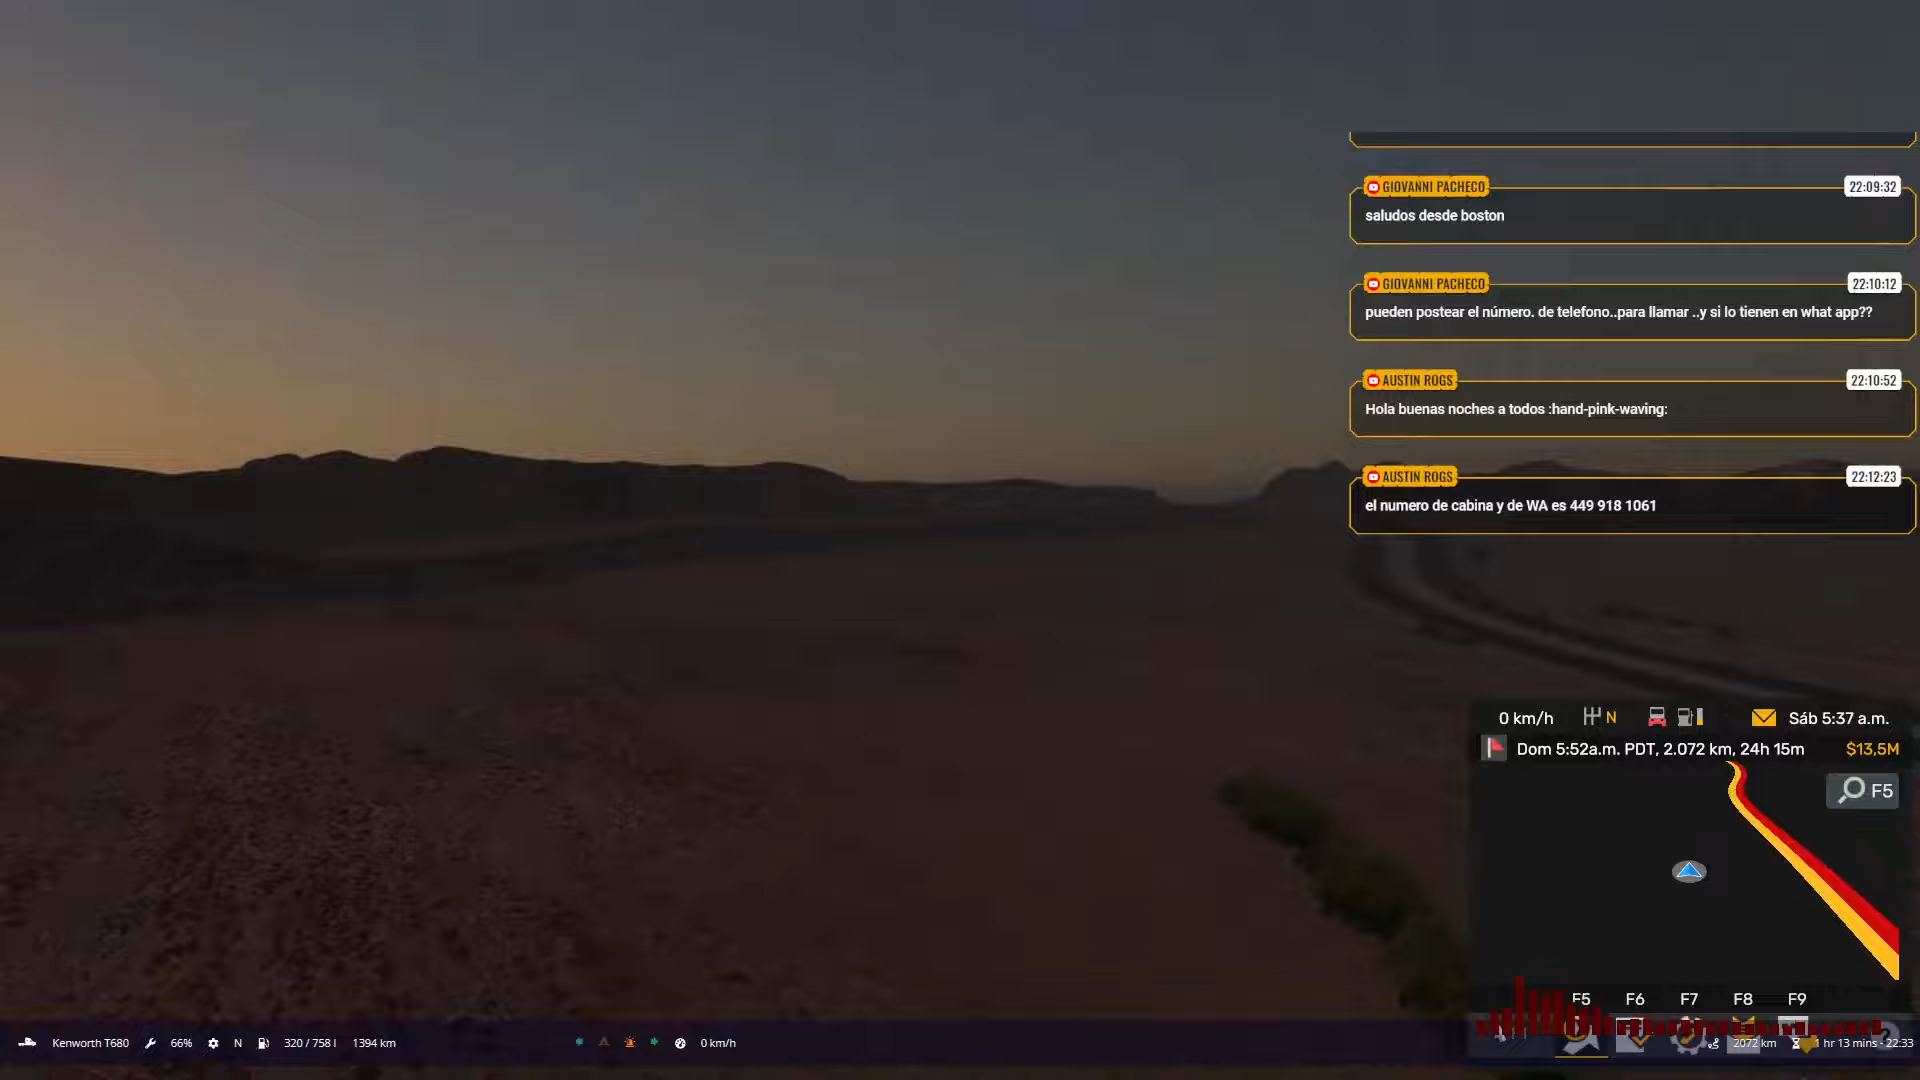 GIOVANNI PACHECO 22:09:32
saludos desde boston
GIOVANNI PACHECO 22:10:12
pueden postear el número. de telefono..para llamar ..y si lo tienen en what app??
AUSTIN ROGS 22:10:52
Hola buenas noches a todos :hand-pink-waving:
AUSTIN ROGS 22:12:23
el numero de cabina y de WA es 449 918 1061
0 km/h N Sáb 5:37 a.m.
Dom 5:52a.m. PDT, 2.072 km, 24h 15m $13,5M
F5
F5 F6 F7 F8 F9
Kenworth T680 66% N 320 / 758 l 1394 km 0 km/h 2072 km 1 hr 13 mins - 22:33